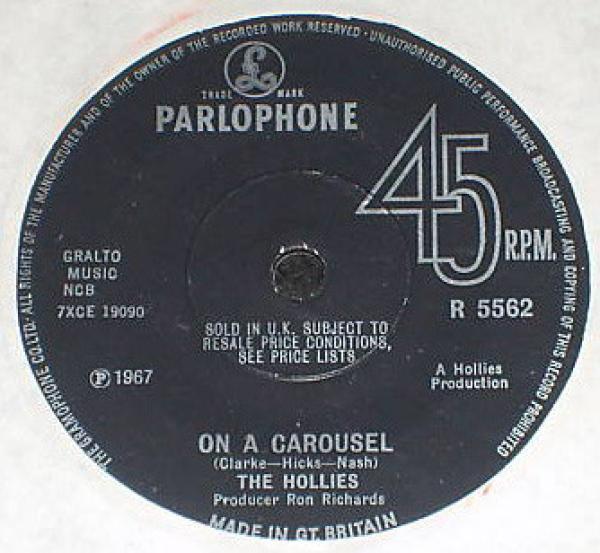 THE GRAMOPHONE CO.LTD. ALL RIGHTS OF THE MANUFACTURER AND OF THE OWNER OF THE RECORDED WORK RESERVED · UNAUTHORISED PUBLIC PERFORMANCE BROADCASTING AND COPYING OF THIS RECORD PROHIBITED
£
TRADE MARK
PARLOPHONE
45
R.P.M.
GRALTO
MUSIC
NCB
7XCE 19090
R 5562
SOLD IN U.K. SUBJECT TO
RESALE PRICE CONDITIONS,
SEE PRICE LISTS
Ⓟ 1967
A Hollies
Production
ON A CAROUSEL
(Clarke—Hicks—Nash)
THE HOLLIES
Producer Ron Richards
MADE IN GT. BRITAIN